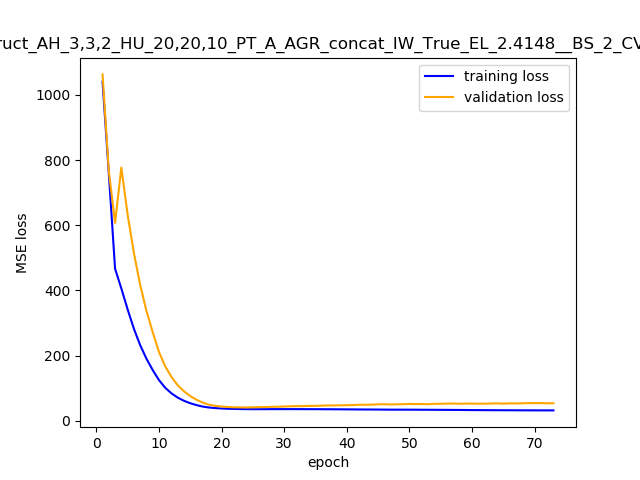 ruct_AH_3,3,2_HU_20,20,10_PT_A_AGR_concat_IW_True_EL_2.4148__BS_2_CV
training loss
validation loss
MSE loss
1000
800
600
400
200
0
0 10 20 30 40 50 60 70
epoch